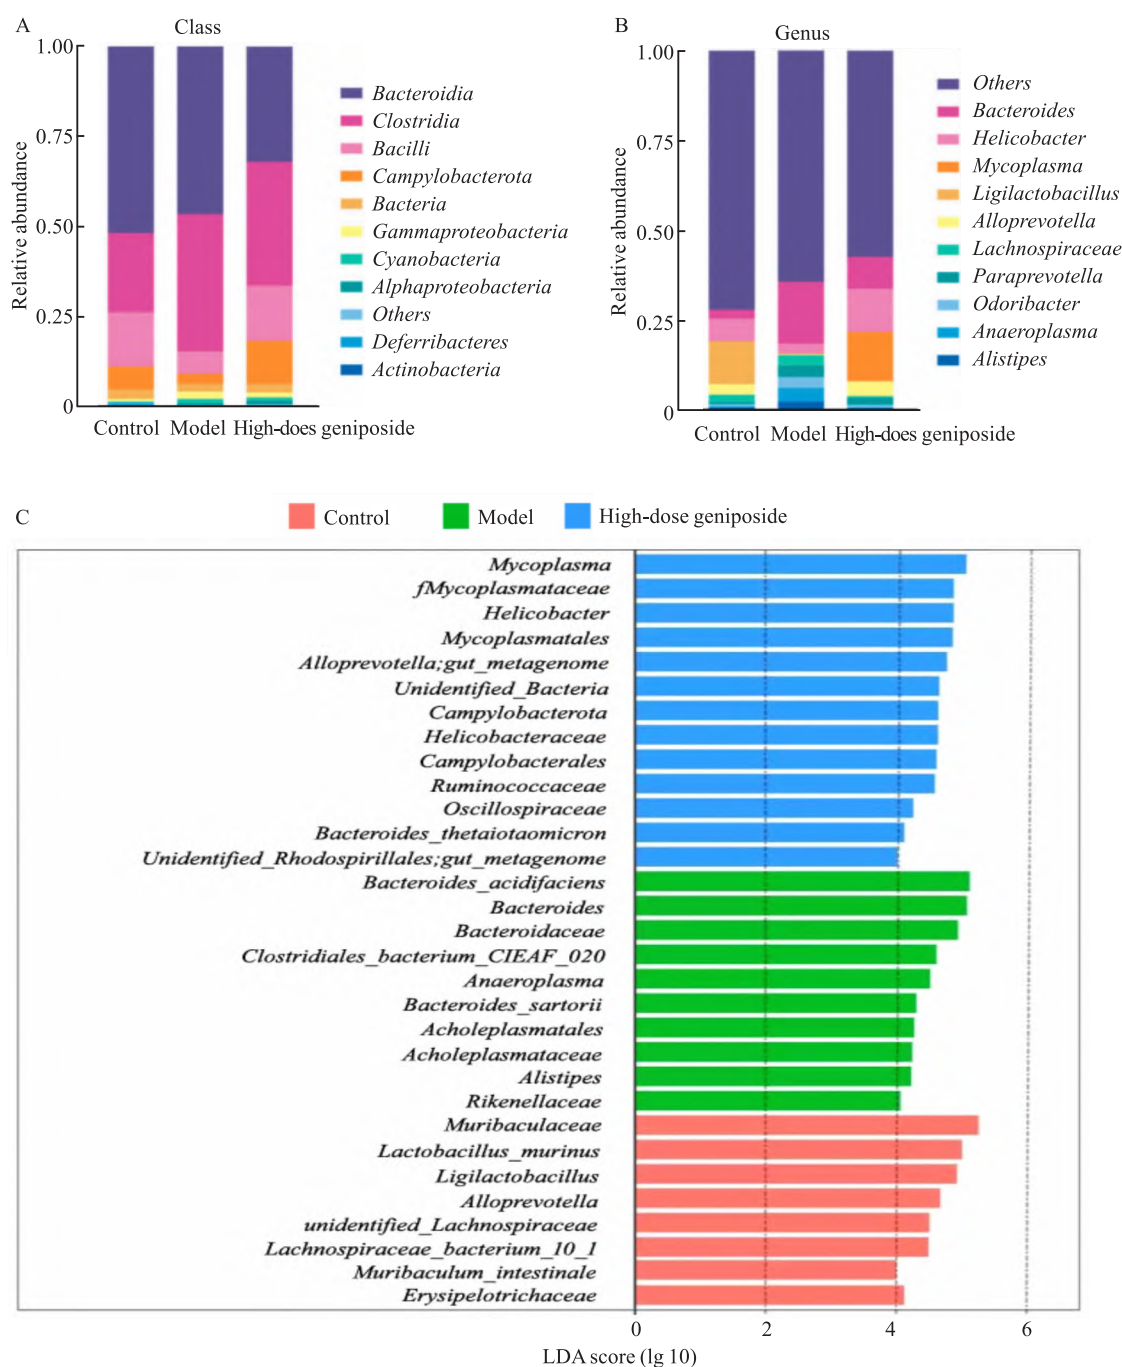 A
Class
1.00
0.75
0.50
0.25
0
Relative abundance
Control
Model
High-does geniposide
Bacteroidia
Clostridia
Bacilli
Campylobacterota
Bacteria
Gammaproteobacteria
Cyanobacteria
Alphaproteobacteria
Others
Deferribacteres
Actinobacteria
B
Genus
1.00
0.75
0.50
0.25
0
Relative abundance
Control
Model
High-does geniposide
Others
Bacteroides
Helicobacter
Mycoplasma
Ligilactobacillus
Alloprevotella
Lachnospiraceae
Paraprevotella
Odoribacter
Anaeroplasma
Alistipes
C
Control
Model
High-dose geniposide
Mycoplasma
fMycoplasmataceae
Helicobacter
Mycoplasmatales
Alloprevotella;gut_metagenome
Unidentified_Bacteria
Campylobacterota
Helicobacteraceae
Campylobacterales
Ruminococcaceae
Oscillospiraceae
Bacteroides_thetaiotaomicron
Unidentified_Rhodospirillales;gut_metagenome
Bacteroides_acidifaciens
Bacteroides
Bacteroidaceae
Clostridiales_bacterium_CIEAF_020
Anaeroplasma
Bacteroides_sartorii
Acholeplasmatales
Acholeplasmataceae
Alistipes
Rikenellaceae
Muribaculaceae
Lactobacillus_murinus
Ligilactobacillus
Alloprevotella
unidentified_Lachnospiraceae
Lachnospiraceae_bacterium_10_1
Muribaculum_intestinale
Erysipelotrichaceae
0
2
4
6
LDA score (lg 10)